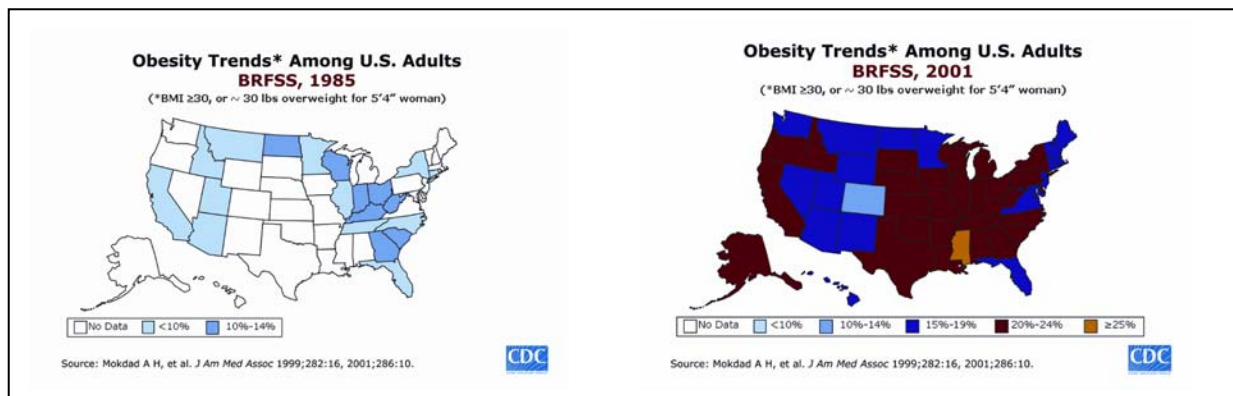 Obesity Trends* Among U.S. Adults
BRFSS, 1985
(*BMI ≥30, or ~ 30 lbs overweight for 5’4” woman)
No Data <10% 10%-14%
Source: Mokdad A H, et al. J Am Med Assoc 1999;282:16, 2001;286:10.
CDC
Obesity Trends* Among U.S. Adults
BRFSS, 2001
(*BMI ≥30, or ~ 30 lbs overweight for 5’4” woman)
No Data <10% 10%-14% 15%-19% 20%-24% ≥25%
Source: Mokdad A H, et al. J Am Med Assoc 1999;282:16, 2001;286:10.
CDC